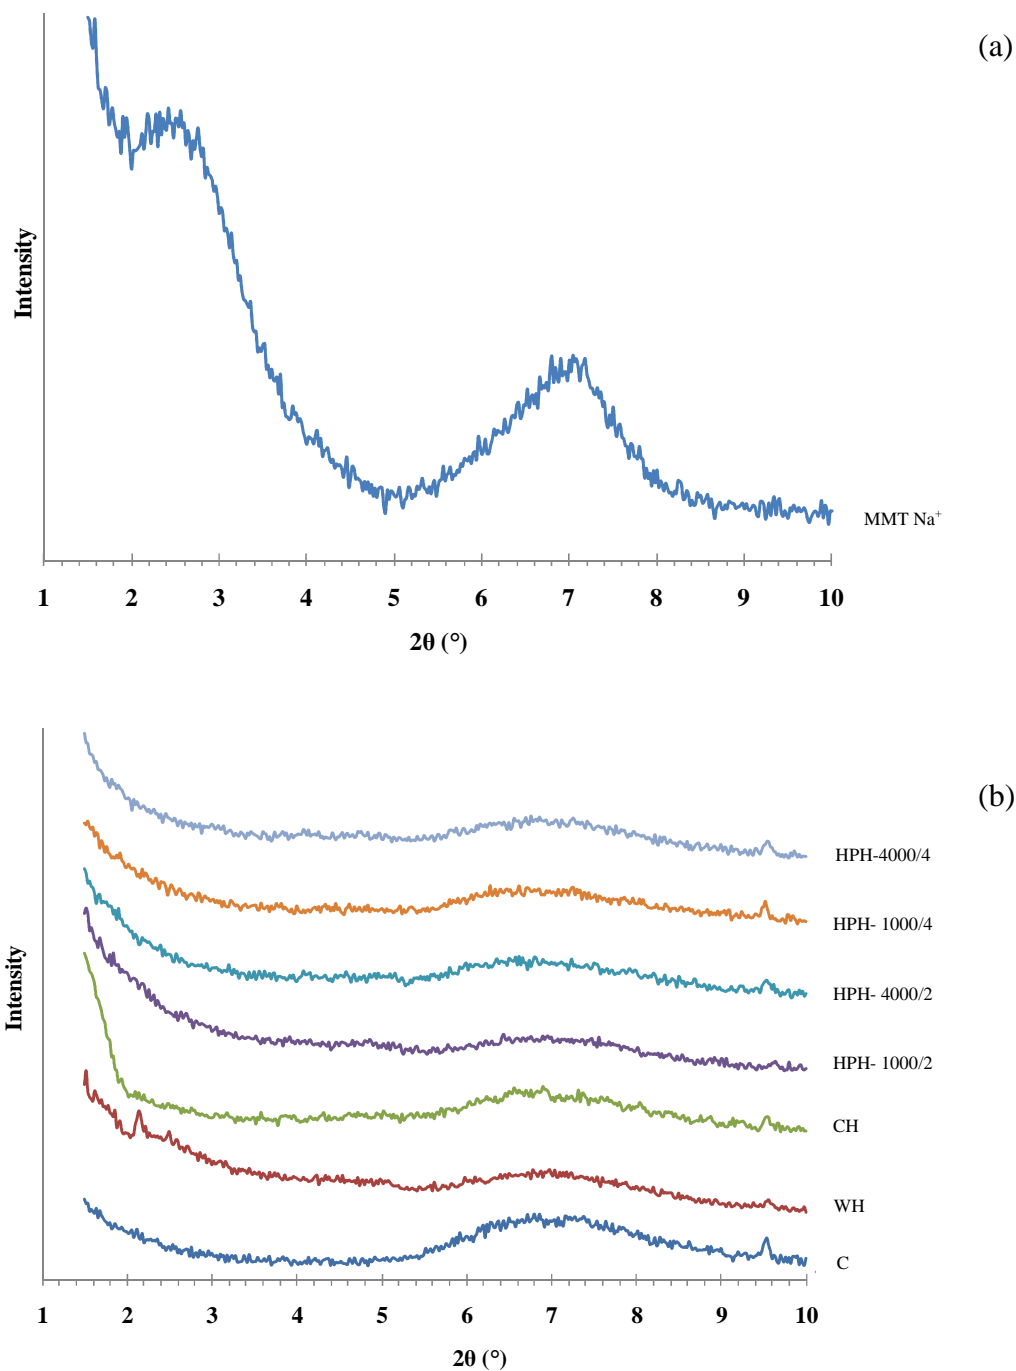 (a)
Intensity
MMT Na⁺
1 2 3 4 5 6 7 8 9 10
2θ (°)
(b)
Intensity
HPH-4000/4
HPH- 1000/4
HPH- 4000/2
HPH- 1000/2
CH
WH
C
1 2 3 4 5 6 7 8 9 10
2θ (°)